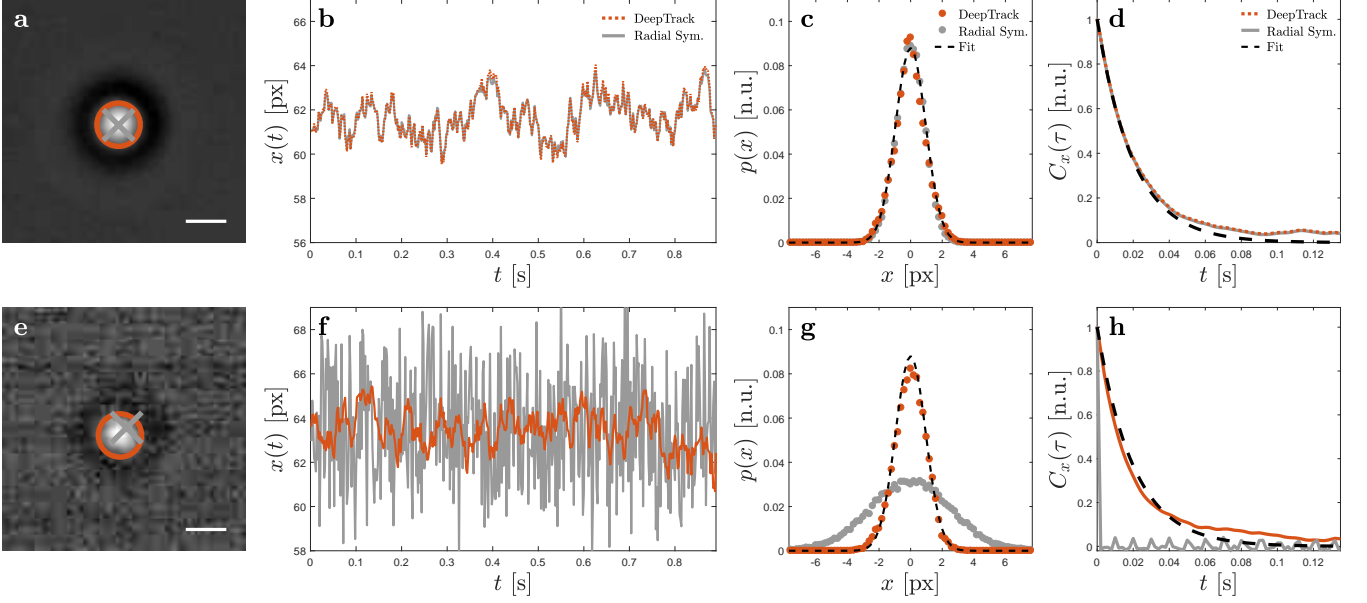 a
b
DeepTrack
Radial Sym.
x(t) [px]
66
64
62
60
58
56
0 0.1 0.2 0.3 0.4 0.5 0.6 0.7 0.8
t [s]
c
DeepTrack
Radial Sym.
Fit
p(x) [n.u.]
0.1
0.08
0.06
0.04
0.02
0
-6 -4 -2 0 2 4 6
x [px]
d
DeepTrack
Radial Sym.
Fit
C_x(τ) [n.u.]
1
0.8
0.6
0.4
0.2
0
0 0.02 0.04 0.06 0.08 0.1 0.12
t [s]
e
f
x(t) [px]
68
66
64
62
60
58
0 0.1 0.2 0.3 0.4 0.5 0.6 0.7 0.8
t [s]
g
p(x) [n.u.]
0.1
0.08
0.06
0.04
0.02
0
-6 -4 -2 0 2 4 6
x [px]
h
C_x(τ) [n.u.]
1
0.8
0.6
0.4
0.2
0
0 0.02 0.04 0.06 0.08 0.1 0.12
t [s]